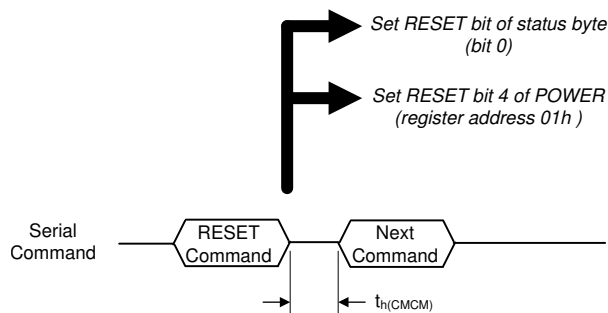 Set RESET bit of status byte
(bit 0)
Set RESET bit 4 of POWER
(register address 01h )
Serial
Command
RESET
Command
Next
Command
th(CMCM)